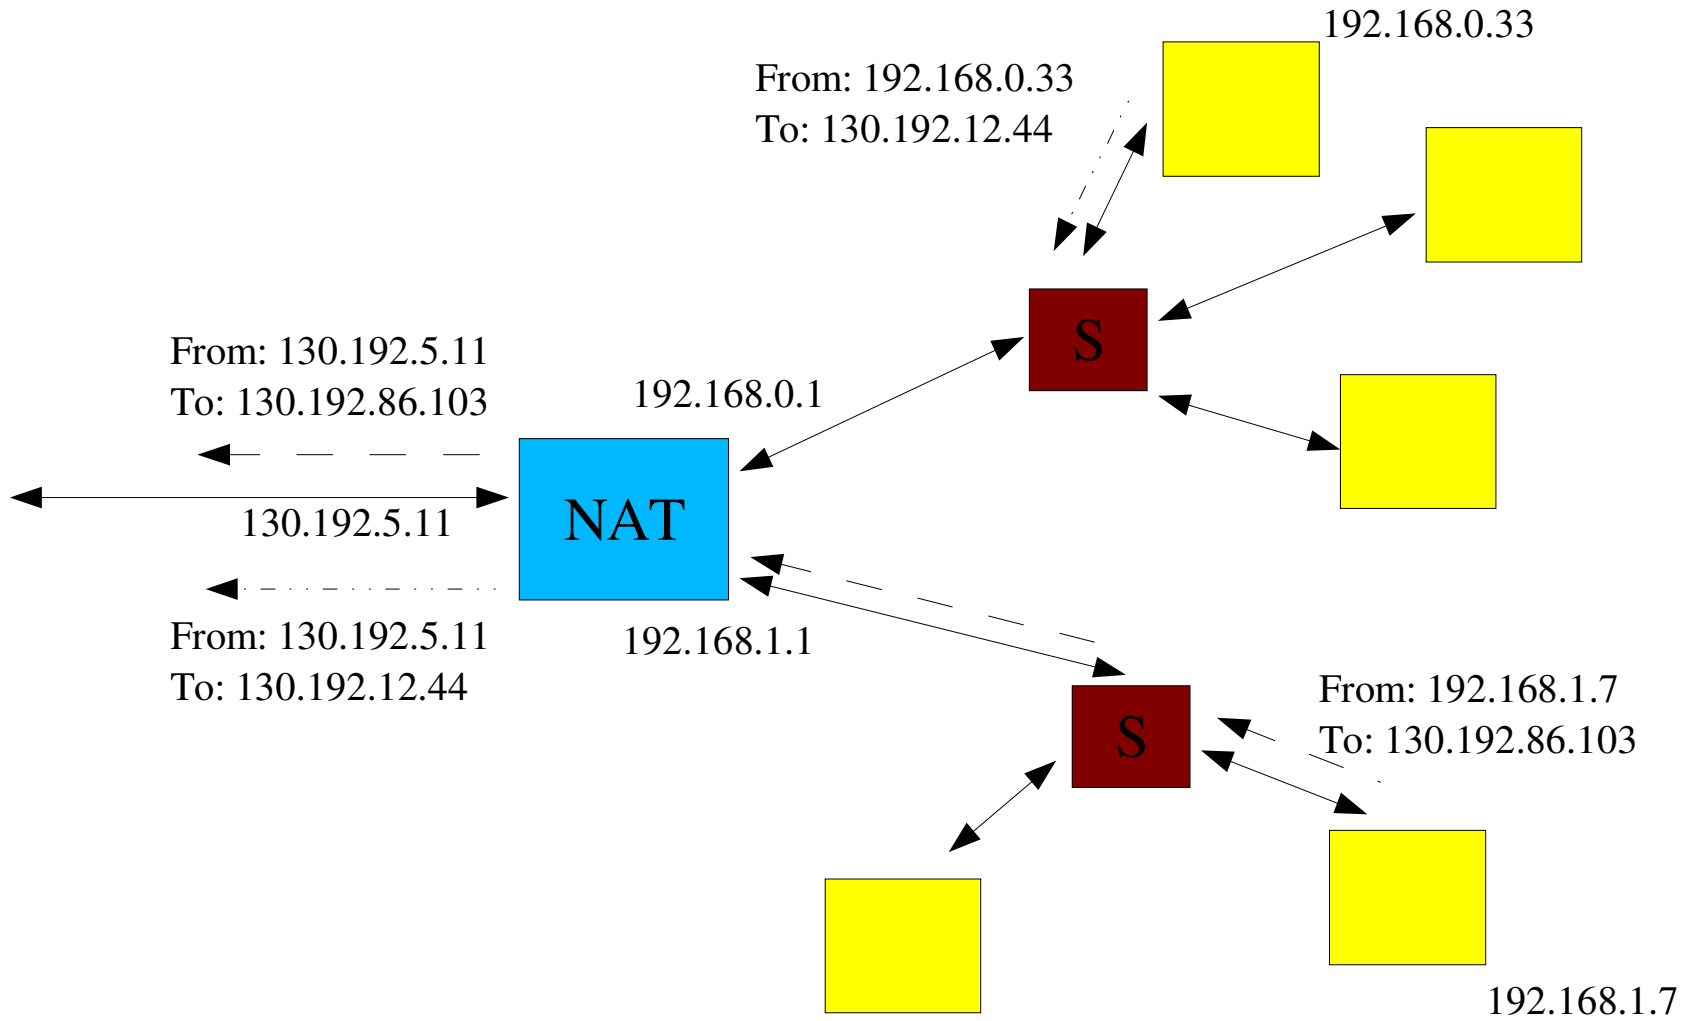 192.168.0.33
From: 192.168.0.33
To: 130.192.12.44
S
From: 130.192.5.11
To: 130.192.86.103
192.168.0.1
NAT
130.192.5.11
From: 130.192.5.11
To: 130.192.12.44
192.168.1.1
From: 192.168.1.7
To: 130.192.86.103
S
192.168.1.7